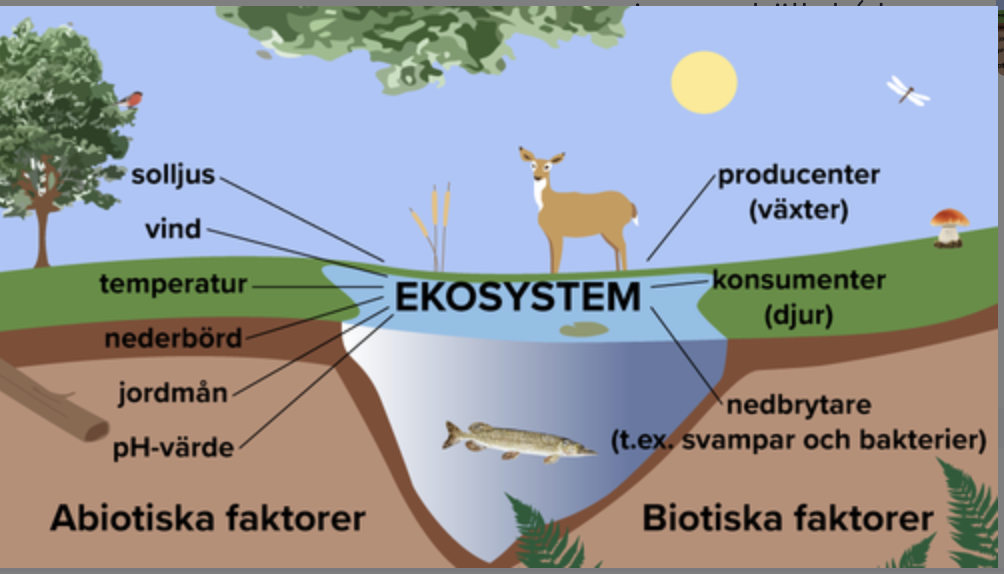 solljus
vind
temperatur
nederbörd
jordmån
pH-värde
Abiotiska faktorer
EKOSYSTEM
producenter
(växter)
konsumenter
(djur)
nedbrytare
(t.ex. svampar och bakterier)
Biotiska faktorer